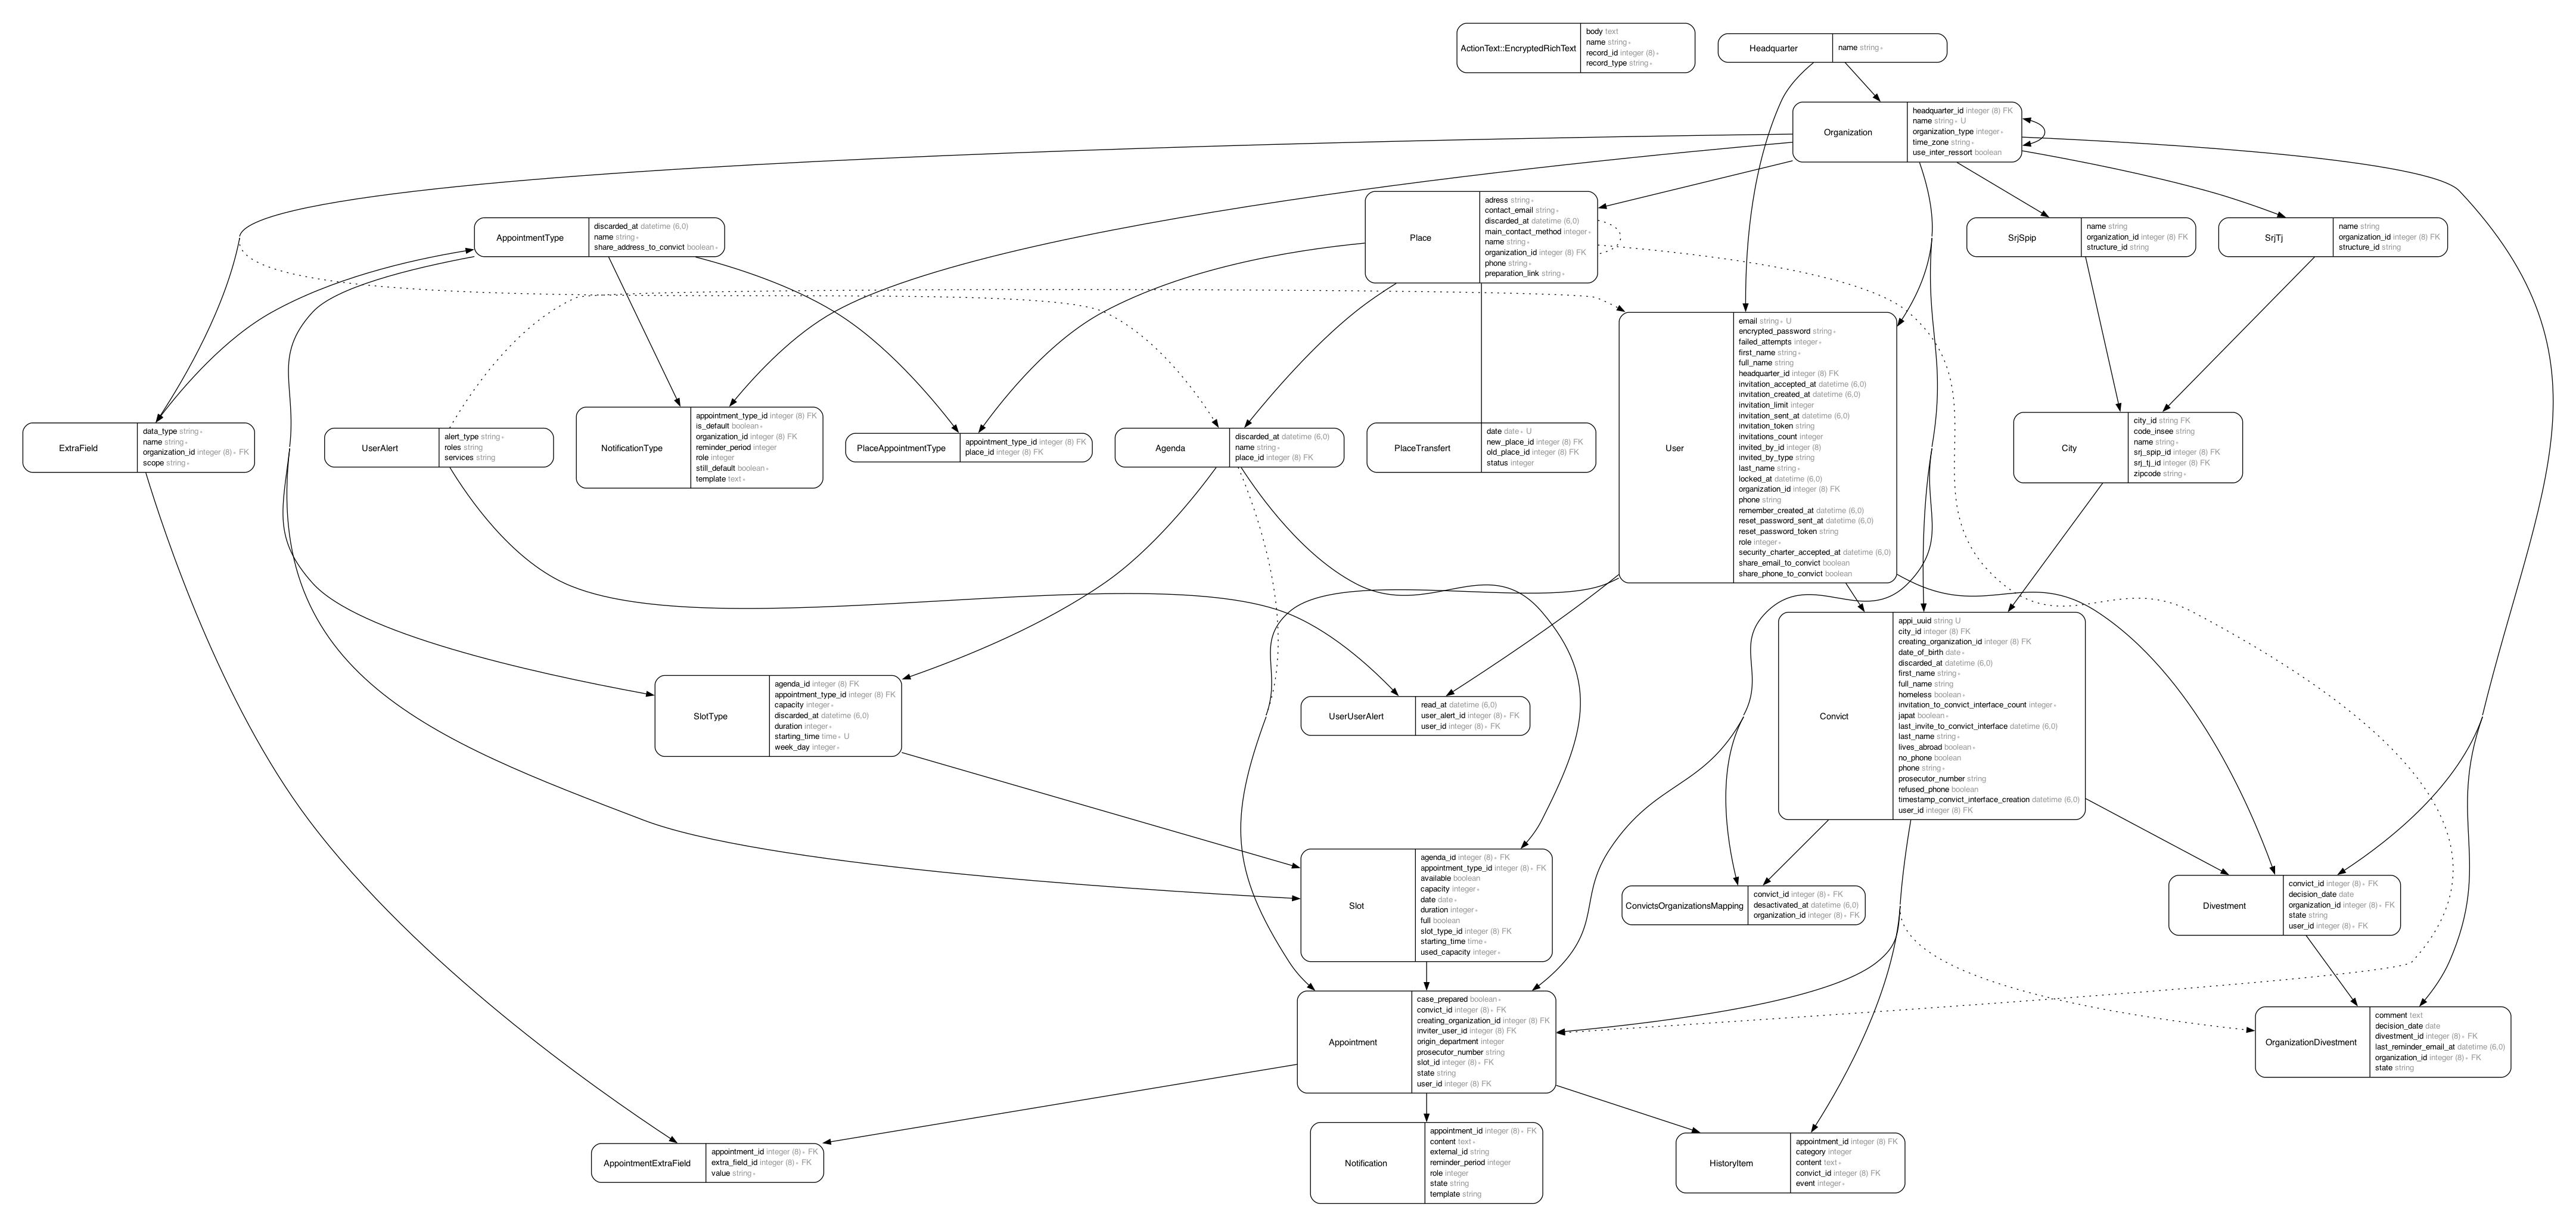 ActionText::EncryptedRichText
body text
name string *
record_id integer (8) *
record_type string *
Headquarter
name string *
Organization
headquarter_id integer (8) FK
name string * U
organization_type integer *
time_zone string *
use_inter_ressort boolean
Place
adress string *
contact_email string *
discarded_at datetime (6,0)
main_contact_method integer *
name string *
organization_id integer (8) FK
phone string *
preparation_link string *
AppointmentType
discarded_at datetime (6,0)
name string *
share_address_to_convict boolean *
SrjSpip
name string
organization_id integer (8) FK
structure_id string
SrjTj
name string
organization_id integer (8) FK
structure_id string
User
email string * U
encrypted_password string *
failed_attempts integer *
first_name string *
full_name string
headquarter_id integer (8) FK
invitation_accepted_at datetime (6,0)
invitation_created_at datetime (6,0)
invitation_limit integer
invitation_sent_at datetime (6,0)
invitation_token string
invitations_count integer
invited_by_id integer (8)
invited_by_type string
last_name string *
locked_at datetime (6,0)
organization_id integer (8) FK
phone string
remember_created_at datetime (6,0)
reset_password_sent_at datetime (6,0)
reset_password_token string
role integer *
security_charter_accepted_at datetime (6,0)
share_email_to_convict boolean
share_phone_to_convict boolean
ExtraField
data_type string *
name string *
organization_id integer (8) * FK
scope string *
UserAlert
alert_type string *
roles string
services string
NotificationType
appointment_type_id integer (8) FK
is_default boolean *
organization_id integer (8) FK
reminder_period integer
role integer
still_default boolean *
template text *
PlaceAppointmentType
appointment_type_id integer (8) FK
place_id integer (8) FK
Agenda
discarded_at datetime (6,0)
name string *
place_id integer (8) FK
PlaceTransfert
date date * U
new_place_id integer (8) FK
old_place_id integer (8) FK
status integer
City
city_id string FK
code_insee string
name string *
srj_spip_id integer (8) FK
srj_tj_id integer (8) FK
zipcode string *
Convict
appi_uuid string U
city_id integer (8) FK
creating_organization_id integer (8) FK
date_of_birth date *
discarded_at datetime (6,0)
first_name string *
full_name string
homeless boolean *
invitation_to_convict_interface_count integer *
japat boolean *
last_invite_to_convict_interface datetime (6,0)
last_name string *
lives_abroad boolean *
no_phone boolean
phone string *
prosecutor_number string
refused_phone boolean
timestamp_convict_interface_creation datetime (6,0)
user_id integer (8) FK
SlotType
agenda_id integer (8) FK
appointment_type_id integer (8) FK
capacity integer *
discarded_at datetime (6,0)
duration integer *
starting_time time * U
week_day integer *
UserUserAlert
read_at datetime (6,0)
user_alert_id integer (8) * FK
user_id integer (8) * FK
Slot
agenda_id integer (8) * FK
appointment_type_id integer (8) * FK
available boolean
capacity integer *
date date *
duration integer *
full boolean
slot_type_id integer (8) FK
starting_time time *
used_capacity integer *
ConvictsOrganizationsMapping
convict_id integer (8) * FK
desactivated_at datetime (6,0)
organization_id integer (8) * FK
Divestment
convict_id integer (8) * FK
decision_date date
organization_id integer (8) * FK
state string
user_id integer (8) * FK
Appointment
case_prepared boolean *
convict_id integer (8) * FK
creating_organization_id integer (8) FK
inviter_user_id integer (8) FK
origin_department integer
prosecutor_number string
slot_id integer (8) * FK
state string
user_id integer (8) FK
OrganizationDivestment
comment text
decision_date date
divestment_id integer (8) * FK
last_reminder_email_at datetime (6,0)
organization_id integer (8) * FK
state string
AppointmentExtraField
appointment_id integer (8) * FK
extra_field_id integer (8) * FK
value string *
Notification
appointment_id integer (8) * FK
content text *
external_id string
reminder_period integer
role integer
state string
template string
HistoryItem
appointment_id integer (8) FK
category integer
content text *
convict_id integer (8) FK
event integer *